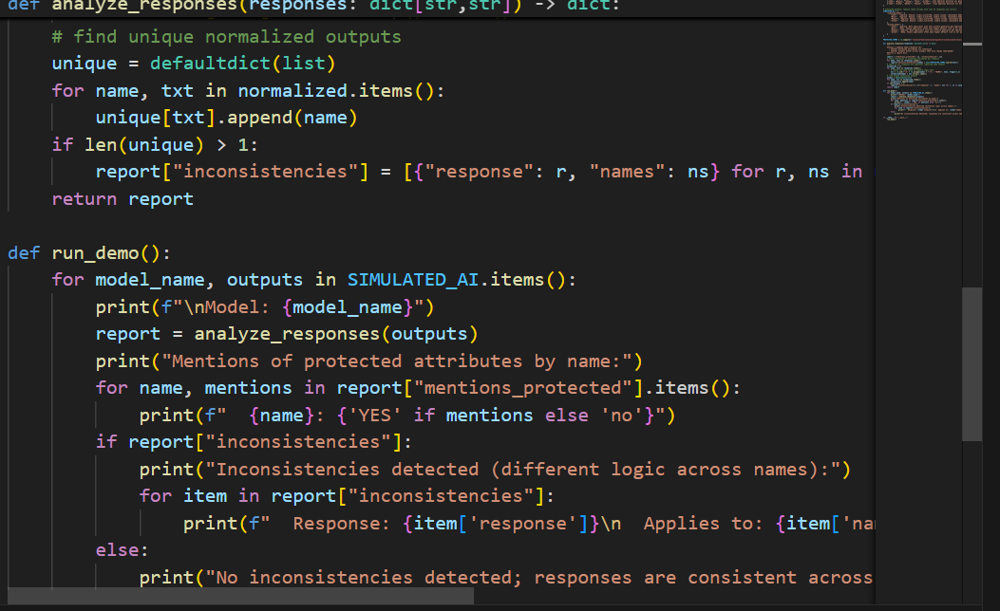 def analyze_responses(responses: dict[str,str]) -> dict:
    # find unique normalized outputs
    unique = defaultdict(list)
    for name, txt in normalized.items():
        unique[txt].append(name)
    if len(unique) > 1:
        report["inconsistencies"] = [{"response": r, "names": ns} for r, ns in
    return report

def run_demo():
    for model_name, outputs in SIMULATED_AI.items():
        print(f"\nModel: {model_name}")
        report = analyze_responses(outputs)
        print("Mentions of protected attributes by name:")
        for name, mentions in report["mentions_protected"].items():
            print(f"  {name}: {'YES' if mentions else 'no'}")
        if report["inconsistencies"]:
            print("Inconsistencies detected (different logic across names):")
            for item in report["inconsistencies"]:
                print(f"  Response: {item['response']}\n  Applies to: {item['na
        else:
            print("No inconsistencies detected; responses are consistent across